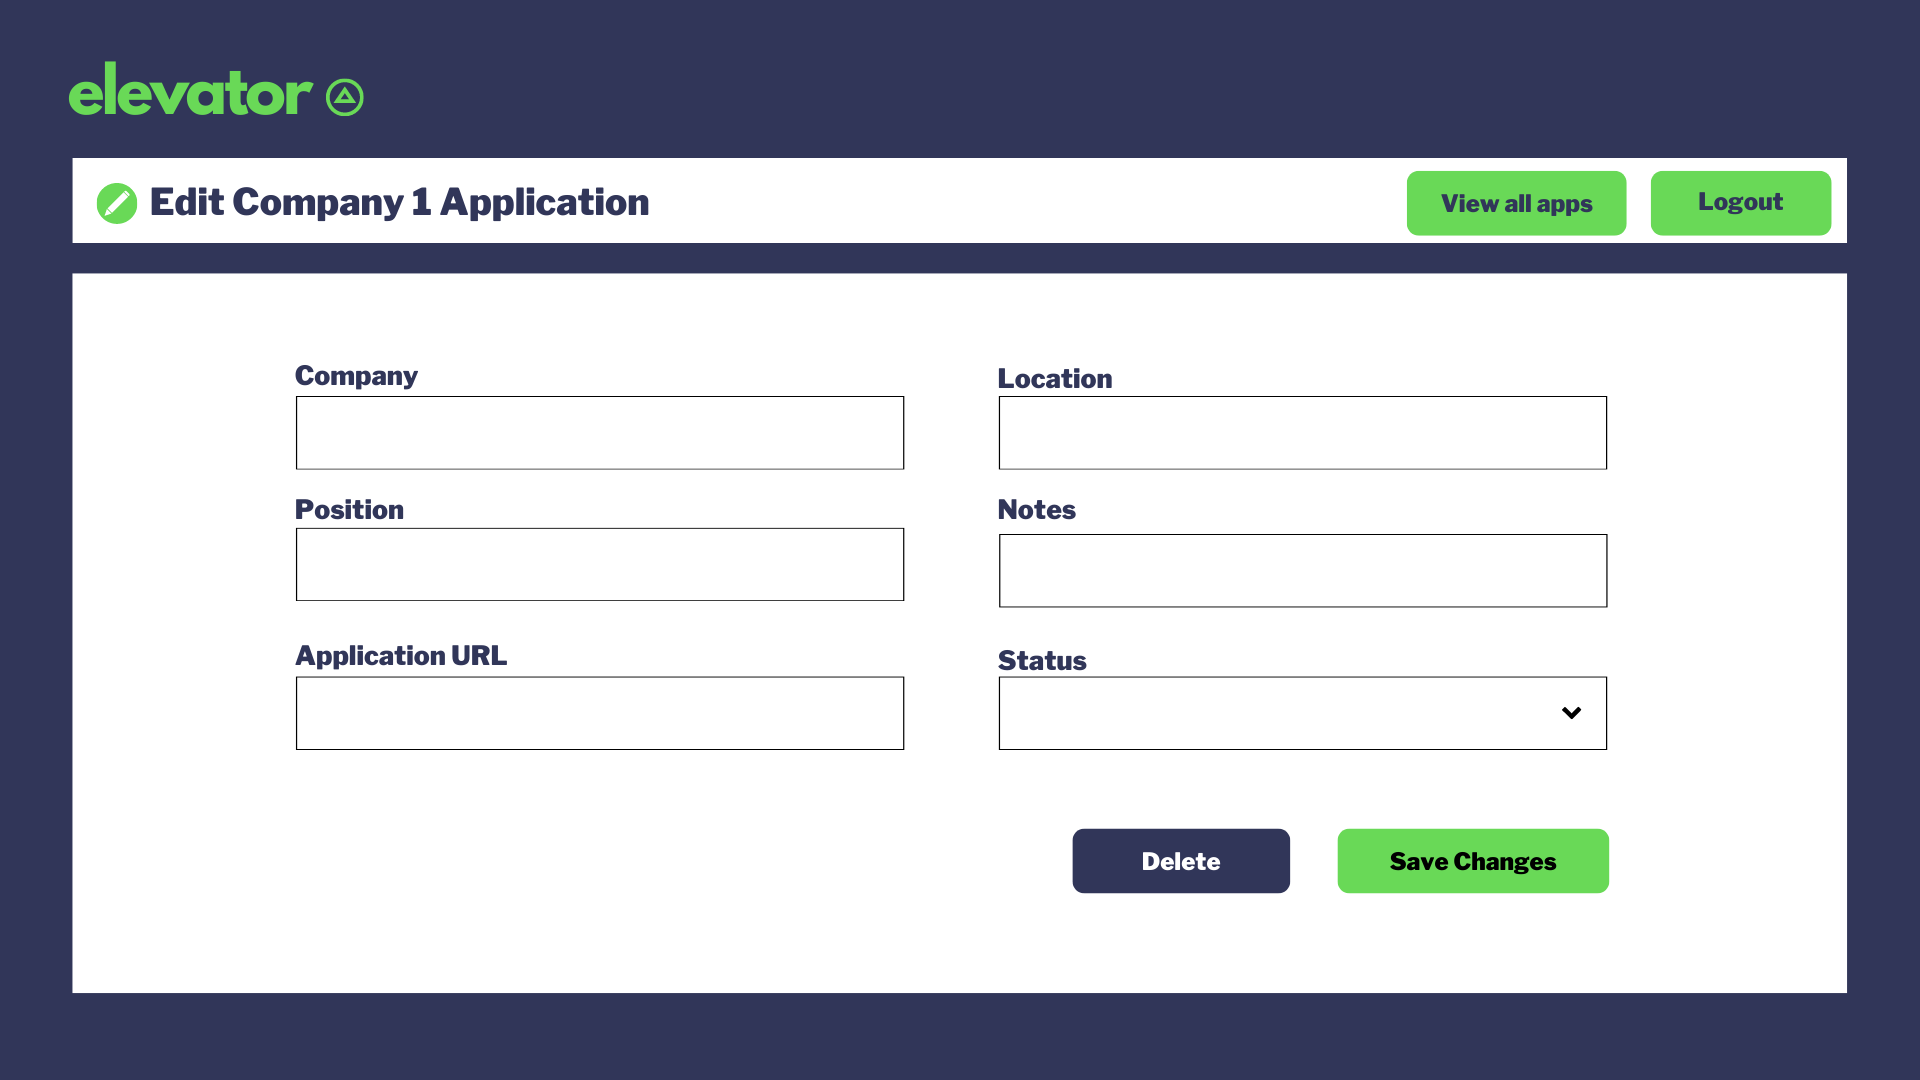 elevator
Edit Company 1 Application
View all apps
Logout
Company
Location
Position
Notes
Application URL
Status
Delete
Save Changes